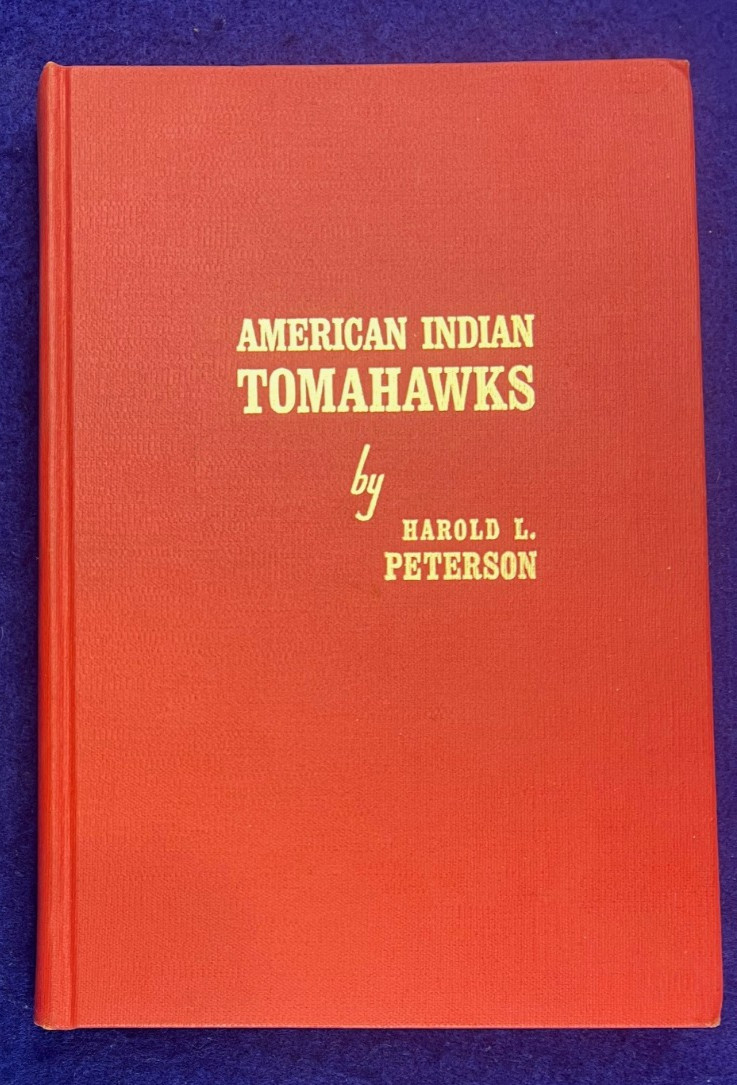 AMERICAN INDIAN
TOMAHAWKS
by
HAROLD L.
PETERSON